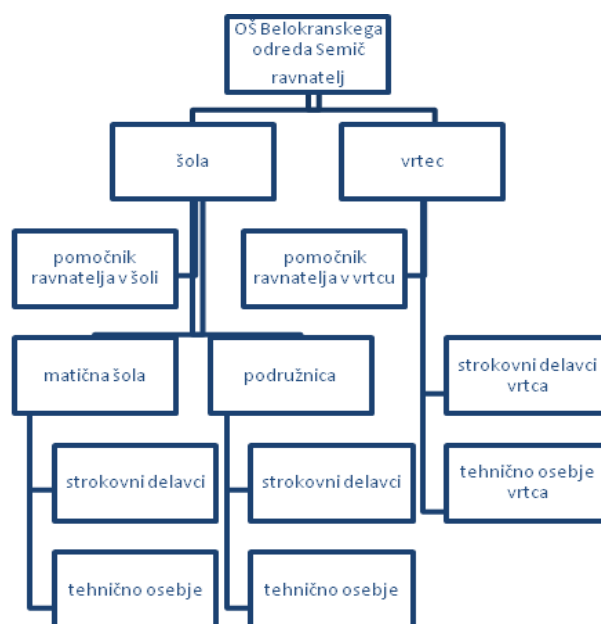 OŠ Belokranskega
odreda Semič
ravnatelj
šola
vrtec
pomočnik
ravnatelja v šoli
pomočnik
ravnatelja v vrtcu
matična šola
podružnica
strokovni delavci
vrtca
strokovni delavci
strokovni delavci
tehnično osebje
vrtca
tehnično osebje
tehnično osebje